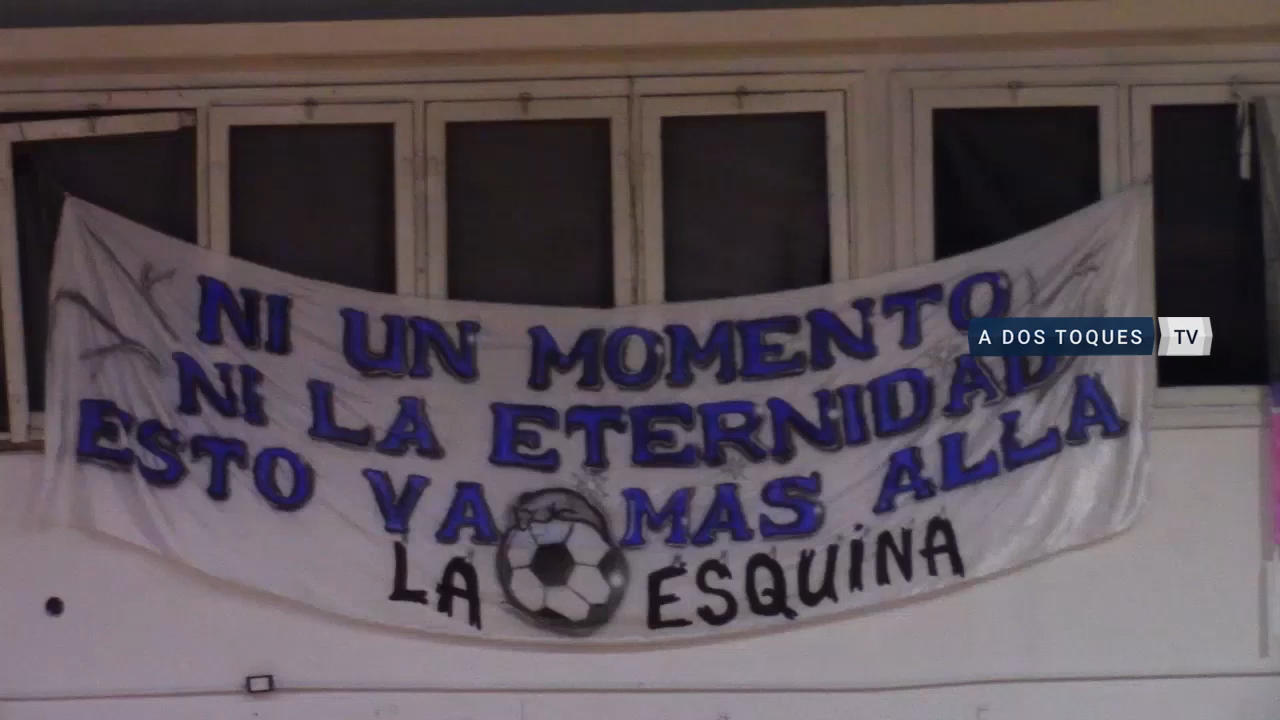 NI UN MOMENTO
NI LA ETERNIDAD
ESTO VA MAS ALLA
LA ESQUiNA
A DOS TOQUES TV